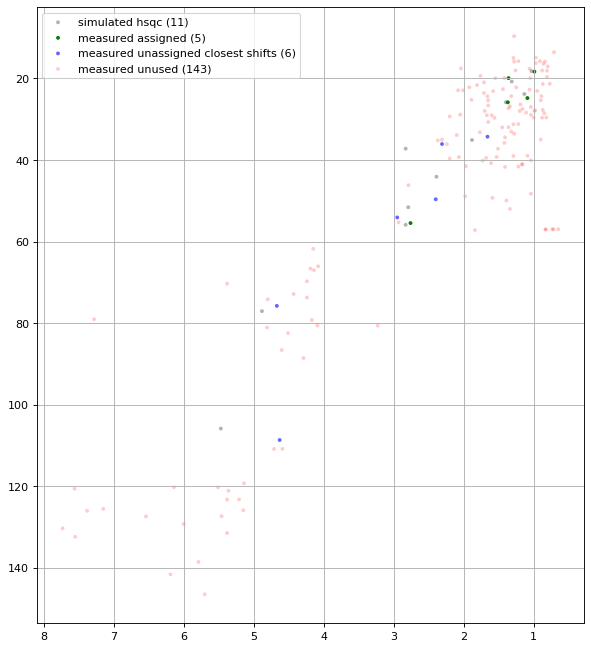 simulated hsqc (11)
measured assigned (5)
measured unassigned closest shifts (6)
measured unused (143)
20
40
60
80
100
120
140
8 7 6 5 4 3 2 1